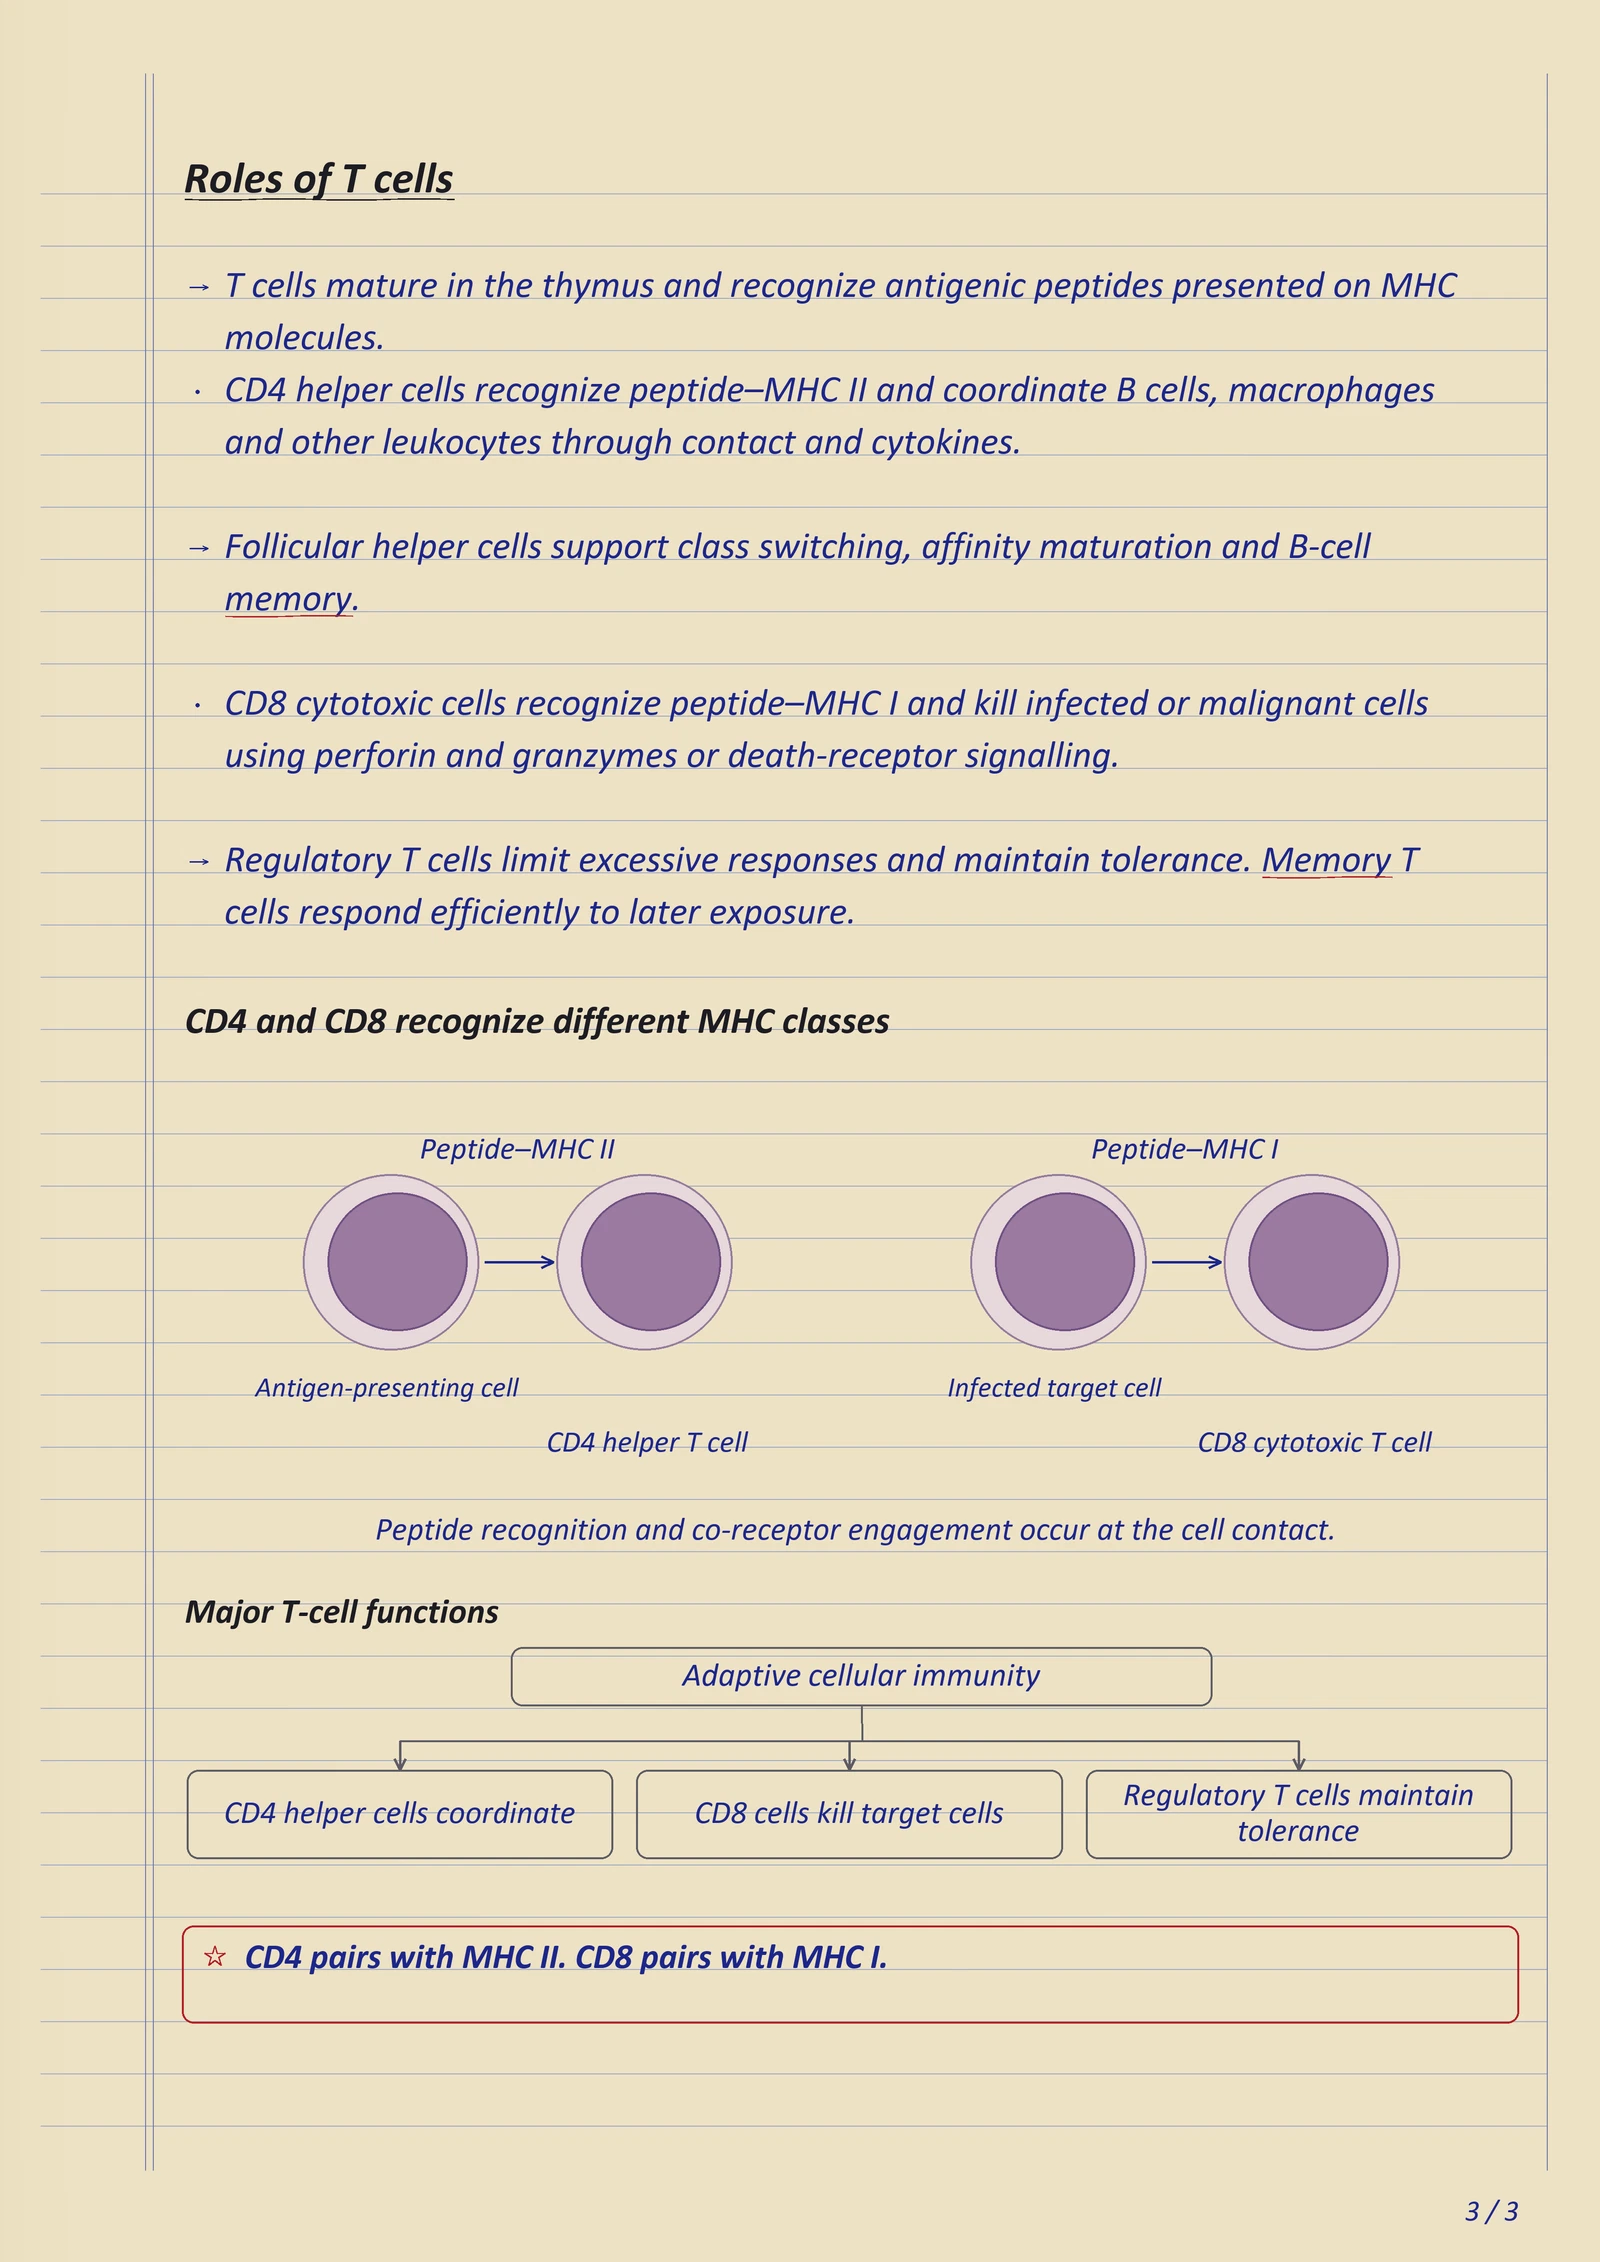 Roles of T cells
→ T cells mature in the thymus and recognize antigenic peptides presented on MHC
molecules.
· CD4 helper cells recognize peptide–MHC II and coordinate B cells, macrophages
and other leukocytes through contact and cytokines.
→ Follicular helper cells support class switching, affinity maturation and B-cell
memory.
· CD8 cytotoxic cells recognize peptide–MHC I and kill infected or malignant cells
using perforin and granzymes or death-receptor signalling.
→ Regulatory T cells limit excessive responses and maintain tolerance. Memory T
cells respond efficiently to later exposure.
CD4 and CD8 recognize different MHC classes
Peptide–MHC II
Peptide–MHC I
Antigen-presenting cell
Infected target cell
CD4 helper T cell
CD8 cytotoxic T cell
Peptide recognition and co-receptor engagement occur at the cell contact.
Major T-cell functions
Adaptive cellular immunity
CD4 helper cells coordinate
CD8 cells kill target cells
Regulatory T cells maintain
tolerance
☆ CD4 pairs with MHC II. CD8 pairs with MHC I.
3 / 3